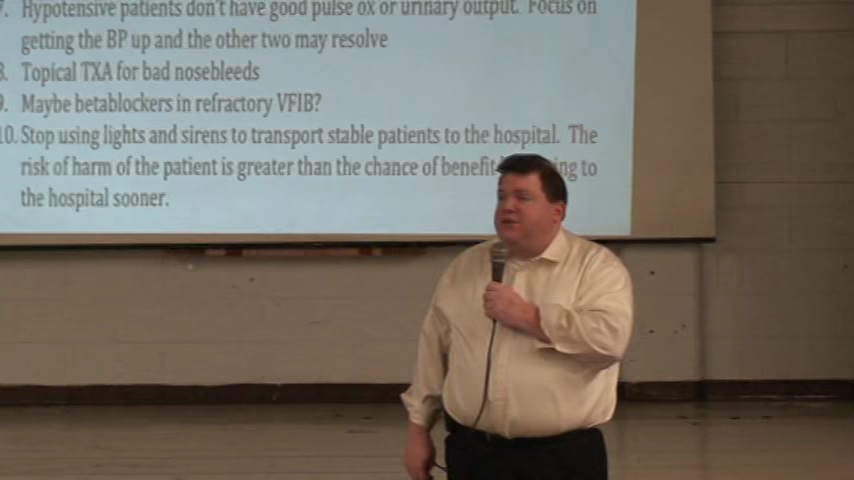 7. Hypotensive patients don't have good pulse ox or urinary output. Focus on
getting the BP up and the other two may resolve
8. Topical TXA for bad nosebleeds
9. Maybe betablockers in refractory VFIB?
10. Stop using lights and sirens to transport stable patients to the hospital. The
risk of harm of the patient is greater than the chance of benefit to
the hospital sooner.